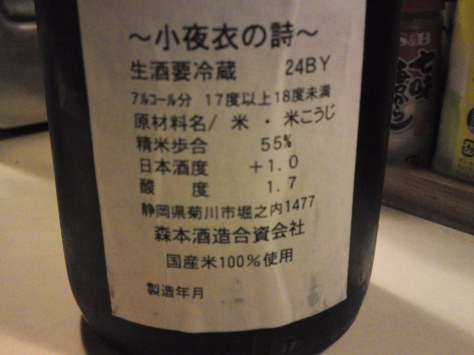 ～小夜衣の詩～
生酒要冷蔵 24BY
アルコール分 17度以上18度未満
原材料名/ 米 ・ 米こうじ
精米歩合 55%
日本酒度 +1.0
酸 度 1.7
静岡県菊川市堀之内1477
森本酒造合資会社
国産米100%使用
製造年月
S&B
七味